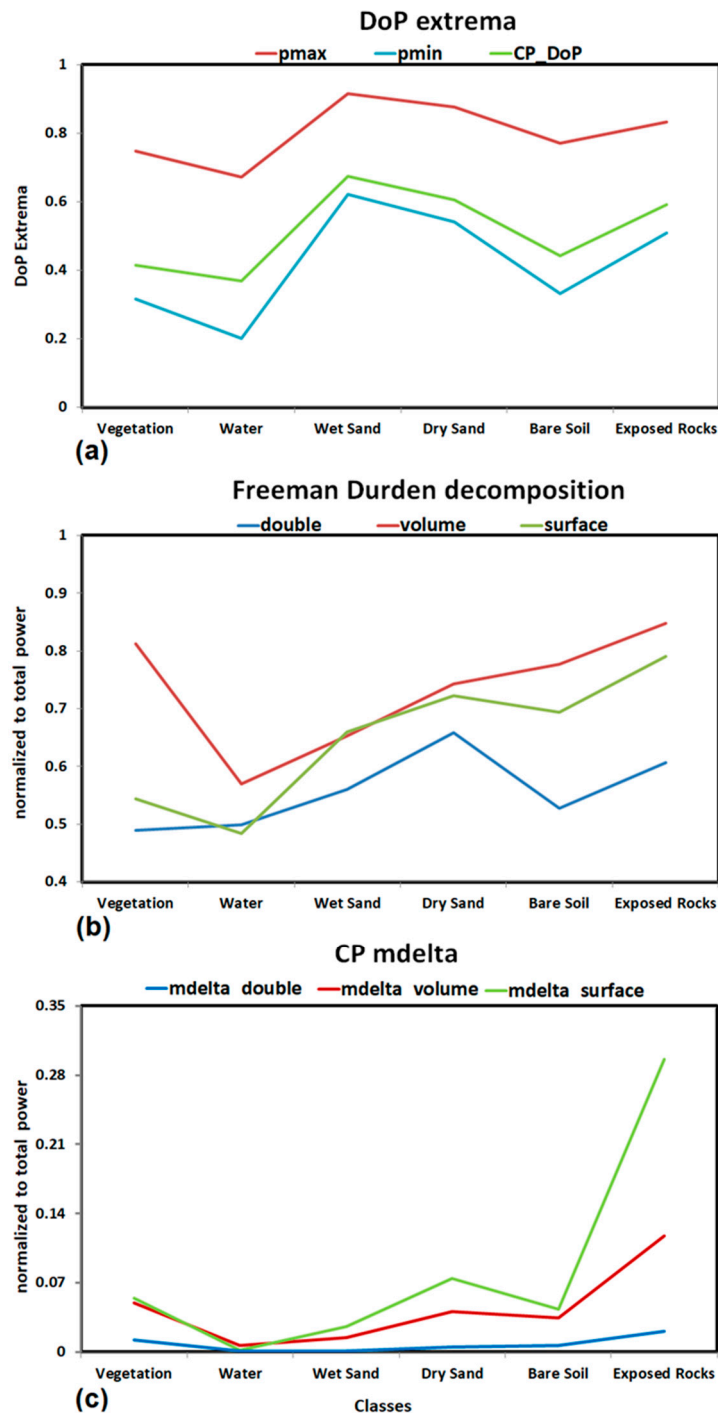 DoP extrema
pmax pmin CP_DoP
1
0.8
0.6
0.4
0.2
0
DoP Extrema
Vegetation Water Wet Sand Dry Sand Bare Soil Exposed Rocks
(a)
Freeman Durden decomposition
double volume surface
1
0.9
0.8
0.7
0.6
0.5
0.4
normalized to total power
Vegetation Water Wet Sand Dry Sand Bare Soil Exposed Rocks
(b)
CP mdelta
mdelta double mdelta volume mdelta surface
0.35
0.28
0.21
0.14
0.07
0
normalized to total power
Vegetation Water Wet Sand Dry Sand Bare Soil Exposed Rocks
(c)
Classes